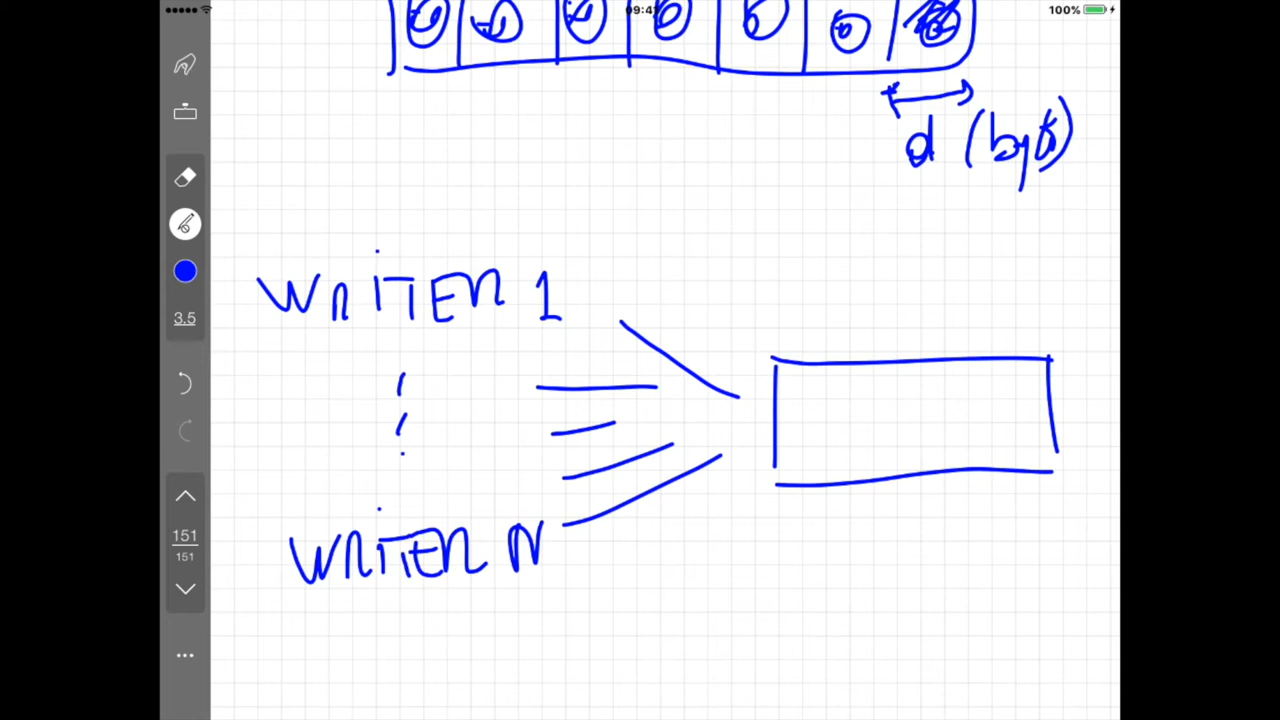 09:41
100%
d (byte)
WRITER 1
3.5
151
151
WRITER N